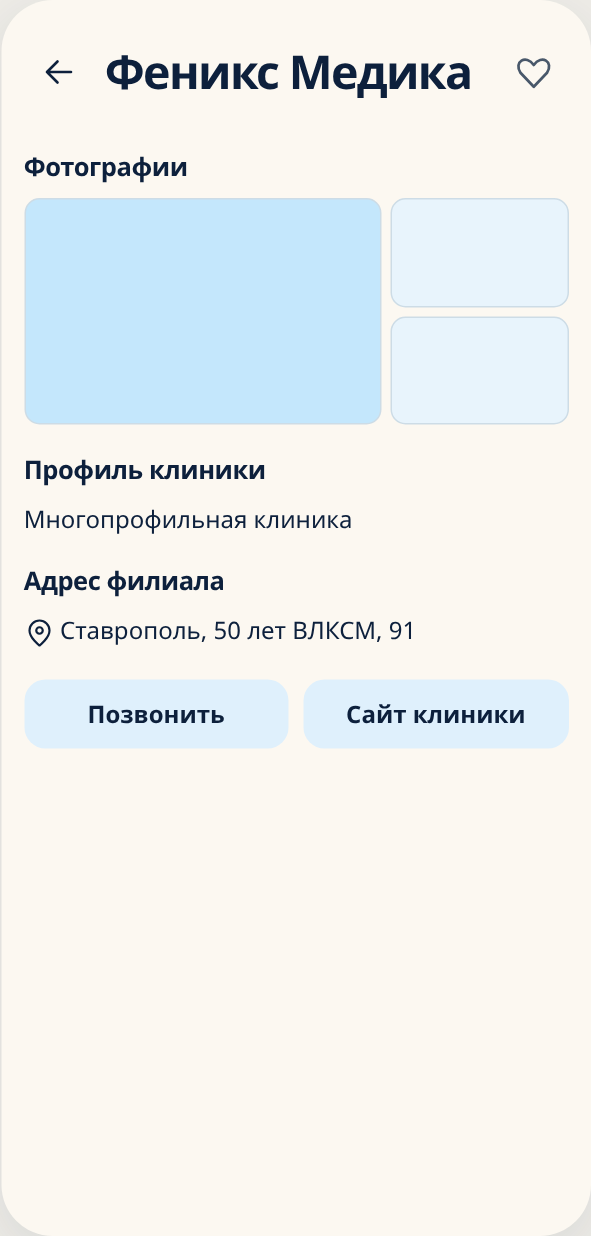 Феникс Медика
Фотографии
Профиль клиники
Многопрофильная клиника
Адрес филиала
Ставрополь, 50 лет ВЛКСМ, 91
Позвонить
Сайт клиники